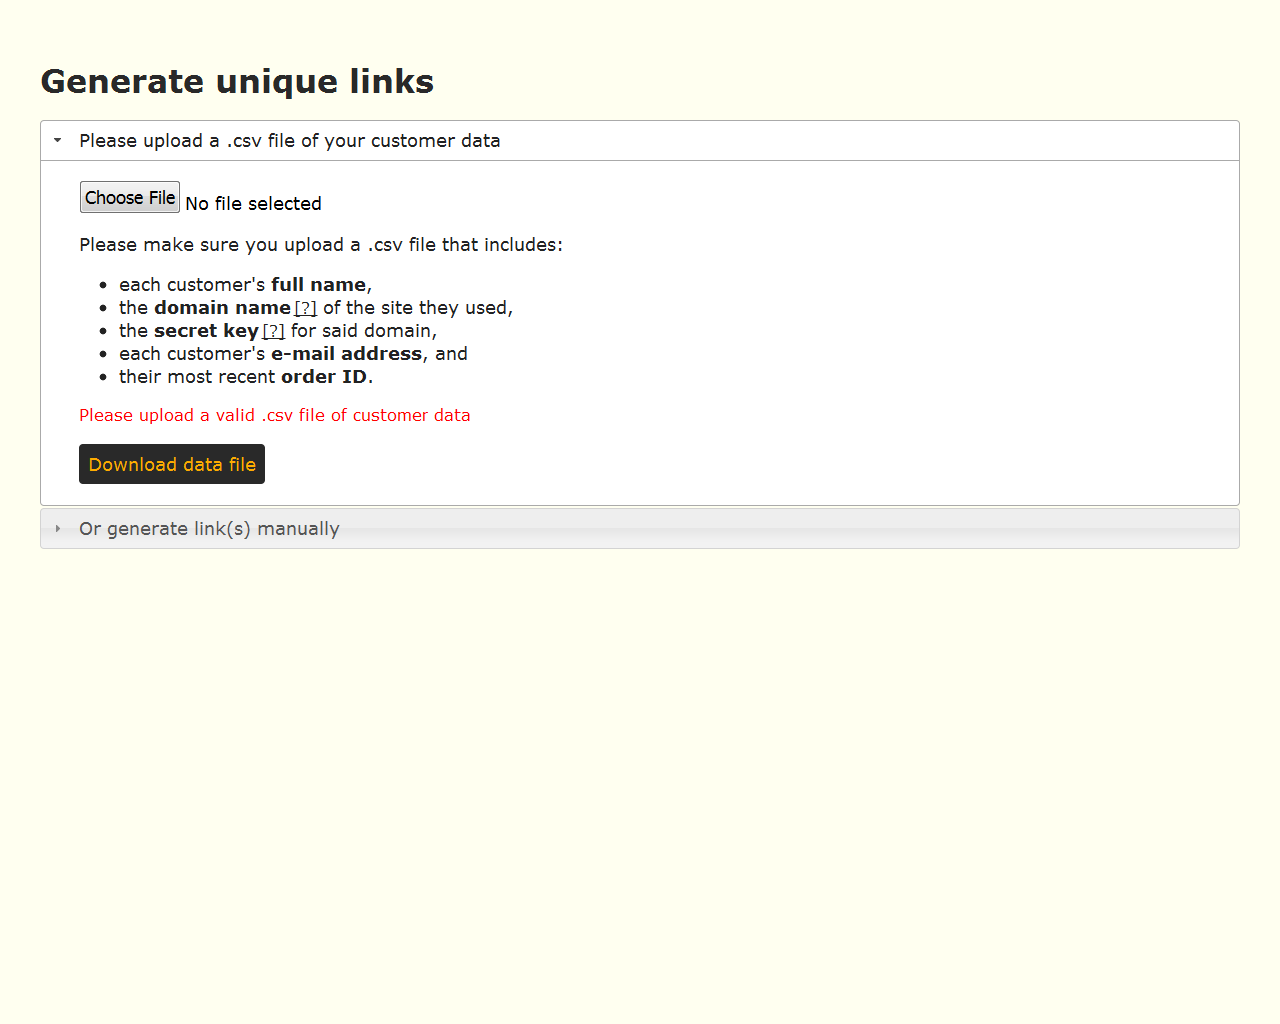 Generate unique links
Please upload a .csv file of your customer data
Choose File No file selected
Please make sure you upload a .csv file that includes:
each customer's full name,
the domain name[?] of the site they used,
the secret key[?] for said domain,
each customer's e-mail address, and
their most recent order ID.
Please upload a valid .csv file of customer data
Download data file
Or generate link(s) manually